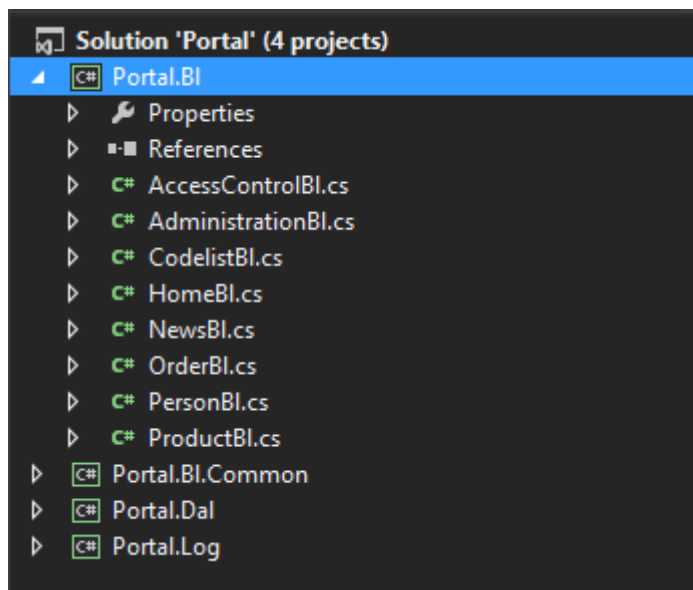 Solution 'Portal' (4 projects)
C# Portal.Bl
Properties
References
C# AccessControlBl.cs
C# AdministrationBl.cs
C# CodelistBl.cs
C# HomeBl.cs
C# NewsBl.cs
C# OrderBl.cs
C# PersonBl.cs
C# ProductBl.cs
C# Portal.Bl.Common
C# Portal.Dal
C# Portal.Log